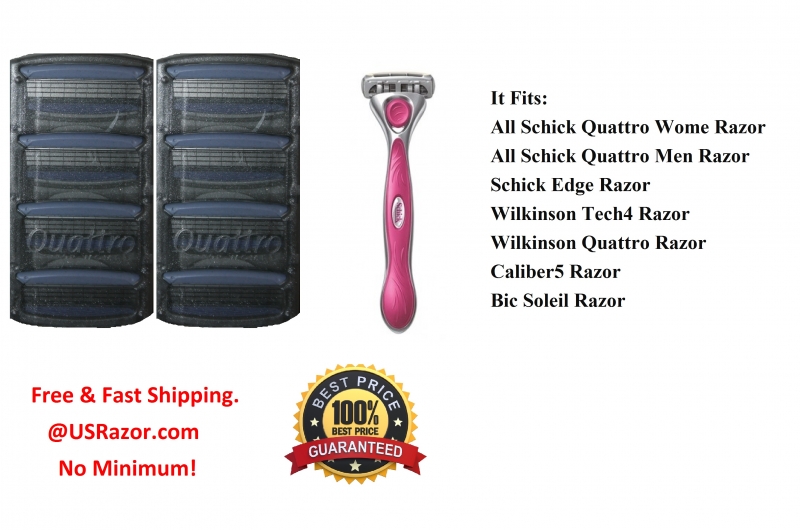 Quattro
Quattro
Schick
It Fits:
All Schick Quattro Wome Razor
All Schick Quattro Men Razor
Schick Edge Razor
Wilkinson Tech4 Razor
Wilkinson Quattro Razor
Caliber5 Razor
Bic Soleil Razor
Free & Fast Shipping.
@USRazor.com
No Minimum!
BEST PRICE
100%
BEST PRICE
GUARANTEED